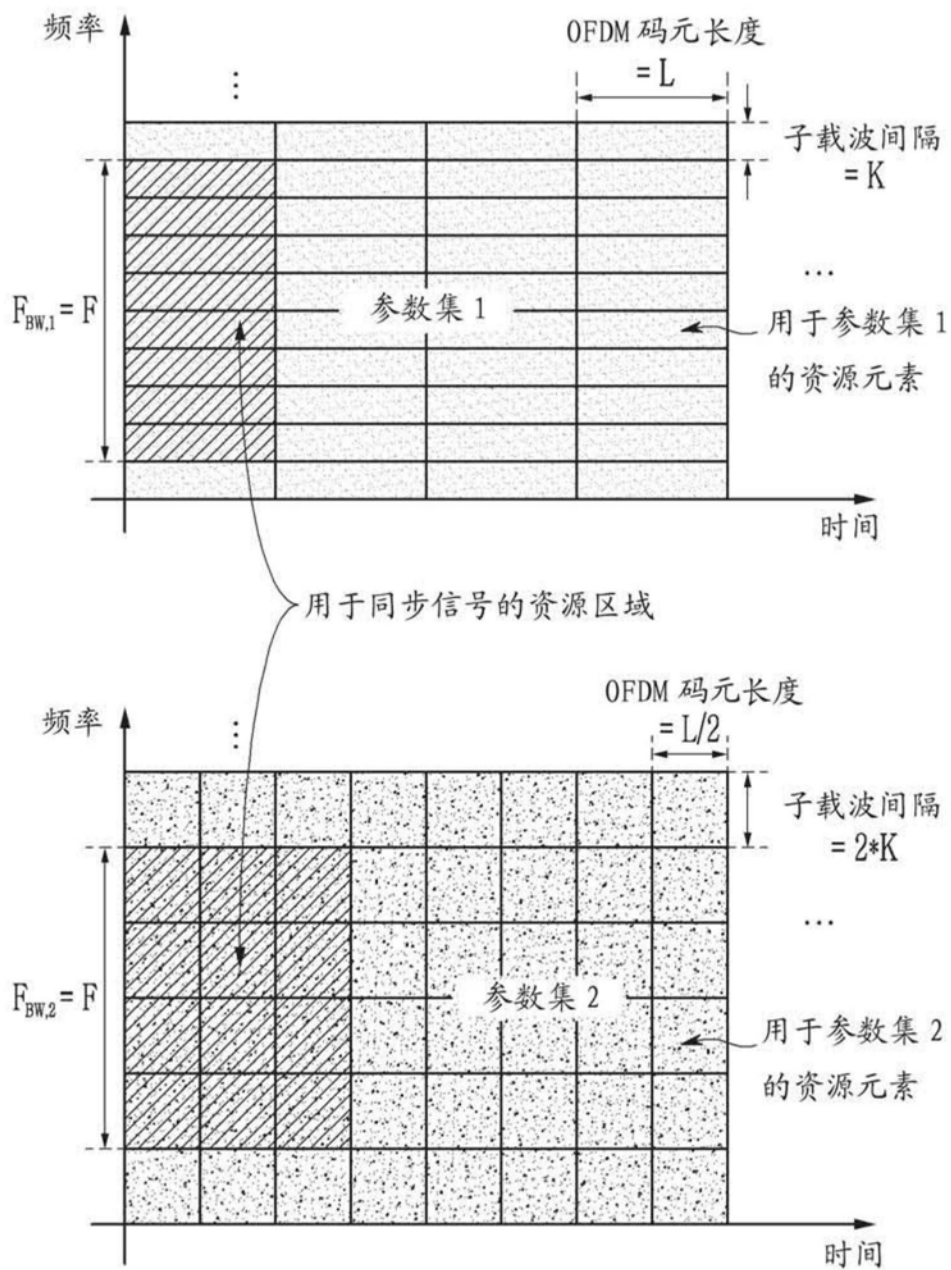 频率
OFDM 码元长度
= L
⋮
子载波间隔
= K
…
F_BW,1 = F
参数集 1
用于参数集 1
的资源元素
时间
用于同步信号的资源区域
OFDM 码元长度
= L/2
频率
⋮
子载波间隔
= 2*K
…
F_BW,2 = F
参数集 2
用于参数集 2
的资源元素
时间